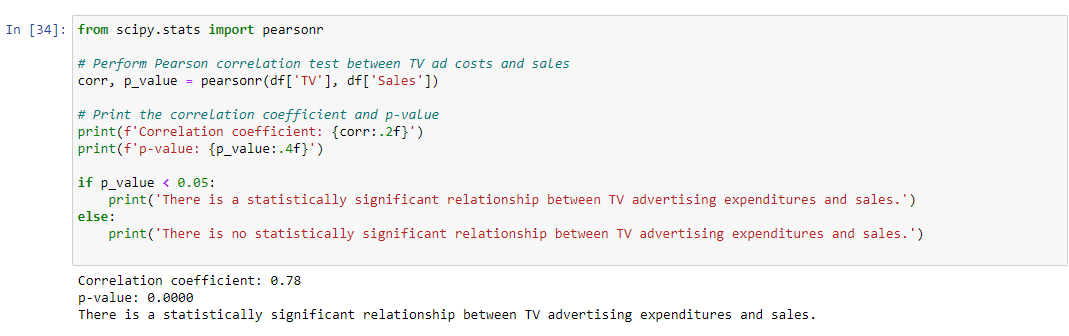 In [34]: from scipy.stats import pearsonr
# Perform Pearson correlation test between TV ad costs and sales
corr, p_value = pearsonr(df['TV'], df['Sales'])
# Print the correlation coefficient and p-value
print(f'Correlation coefficient: {corr:.2f}')
print(f'p-value: {p_value:.4f}')
if p_value < 0.05:
    print('There is a statistically significant relationship between TV advertising expenditures and sales.')
else:
    print('There is no statistically significant relationship between TV advertising expenditures and sales.')
Correlation coefficient: 0.78
p-value: 0.0000
There is a statistically significant relationship between TV advertising expenditures and sales.